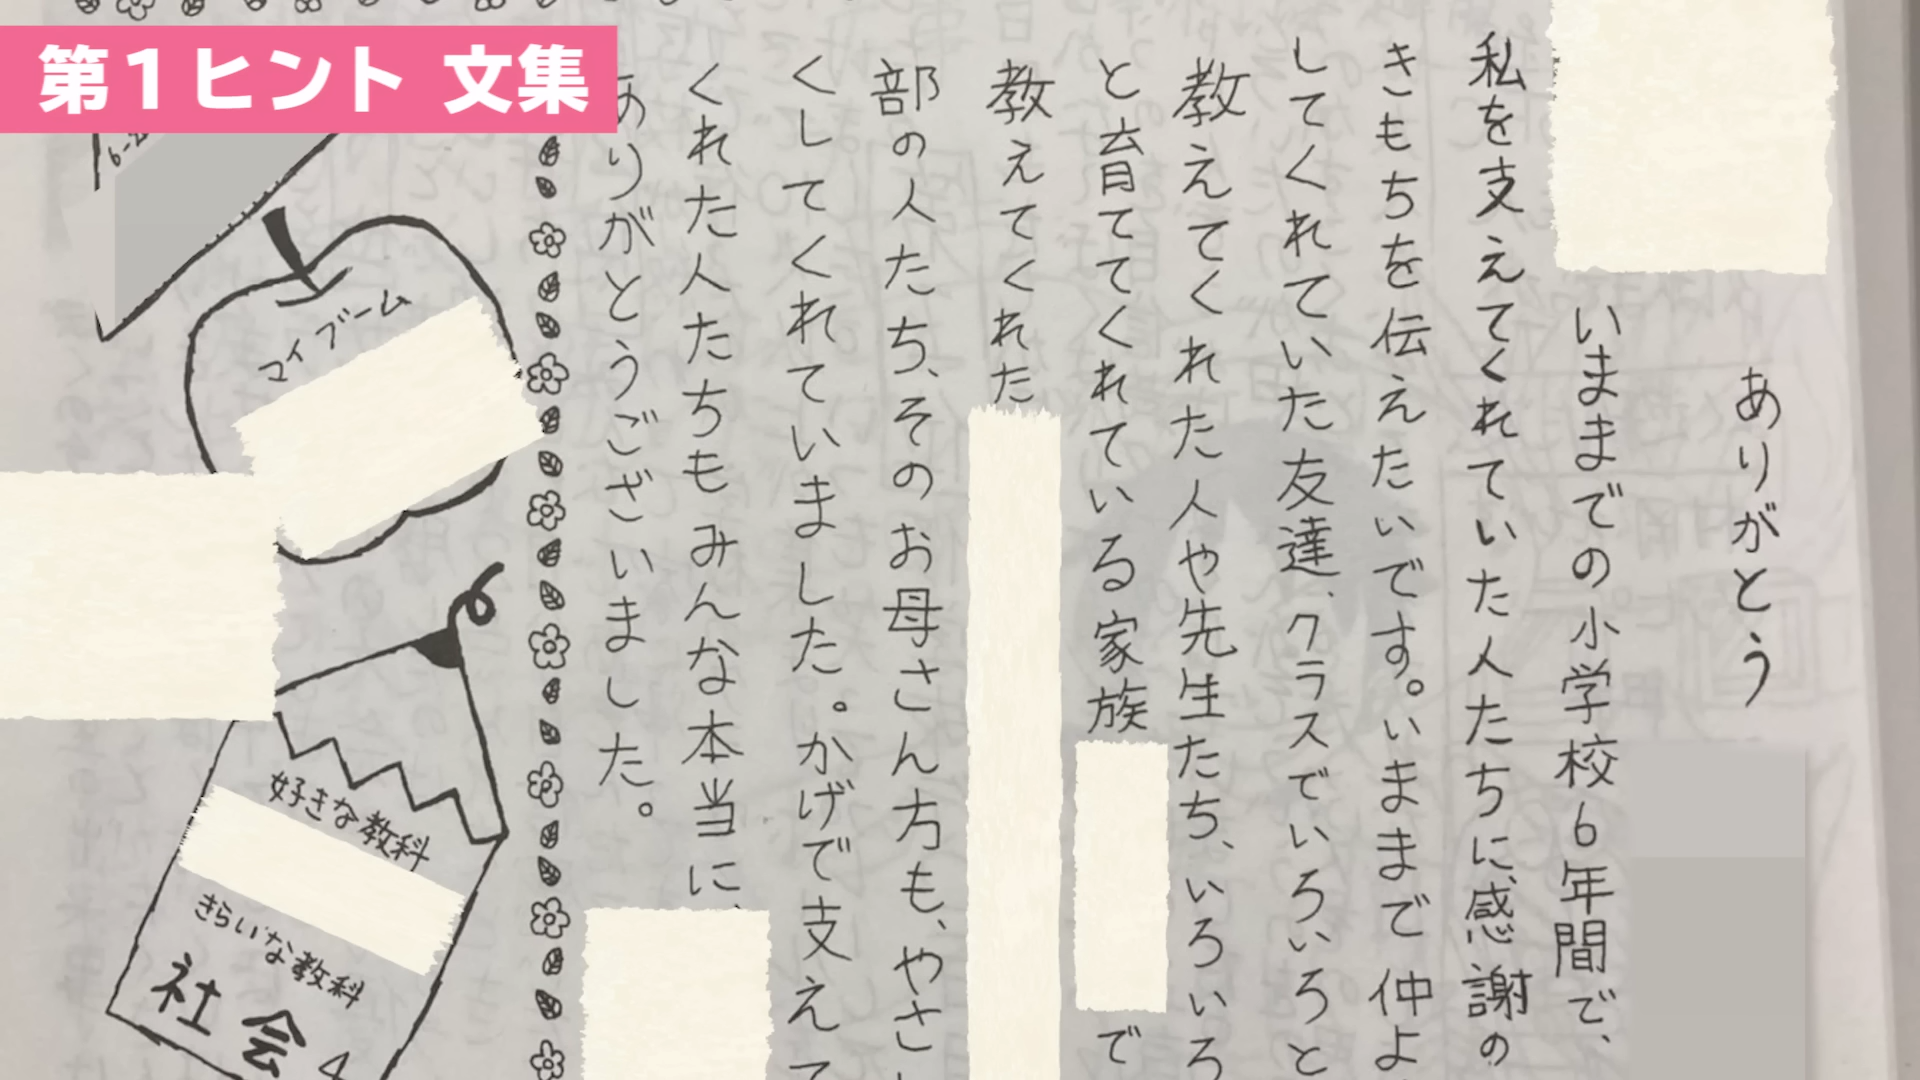 第1ヒント 文集
ありがとう
いままでの小学校6年間で、
私を支えてくれていた人たちに感謝の
きもちを伝えたいです。いままで仲よ
してくれていた友達、クラスでいろいろと
教えてくれた人や先生たち、いろいろ
と育ててくれている家族
で
教えてくれた
部の人たち、そのお母さん方も、やさし
くしてくれていました。かげで支えて
くれた人たちもみんな本当に、
ありがとうございました。
6-2
マイブーム
好きな教科
きらいな教科
社会